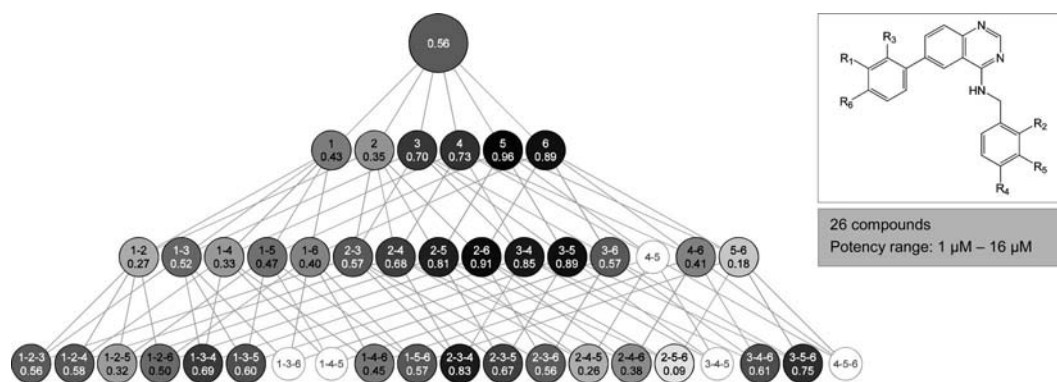 0.56
1 2 3 4 5 6
0.43 0.35 0.70 0.73 0.96 0.89
1-2 1-3 1-4 1-5 1-6 2-3 2-4 2-5 2-6 3-4 3-5 3-6 4-5 4-6 5-6
0.27 0.52 0.33 0.47 0.40 0.57 0.68 0.81 0.91 0.85 0.89 0.57 0.41 0.18
1-2-3 1-2-4 1-2-5 1-2-6 1-3-4 1-3-5 1-3-6 1-4-5 1-4-6 1-5-6 2-3-4 2-3-5 2-3-6 2-4-5 2-4-6 2-5-6 3-4-5 3-4-6 3-5-6 4-5-6
0.56 0.58 0.32 0.50 0.69 0.60 0.45 0.57 0.83 0.67 0.56 0.26 0.38 0.09 0.61 0.75
R3 N
R1 N
R6 HN
R2
R5
R4
26 compounds
Potency range: 1 µM – 16 µM